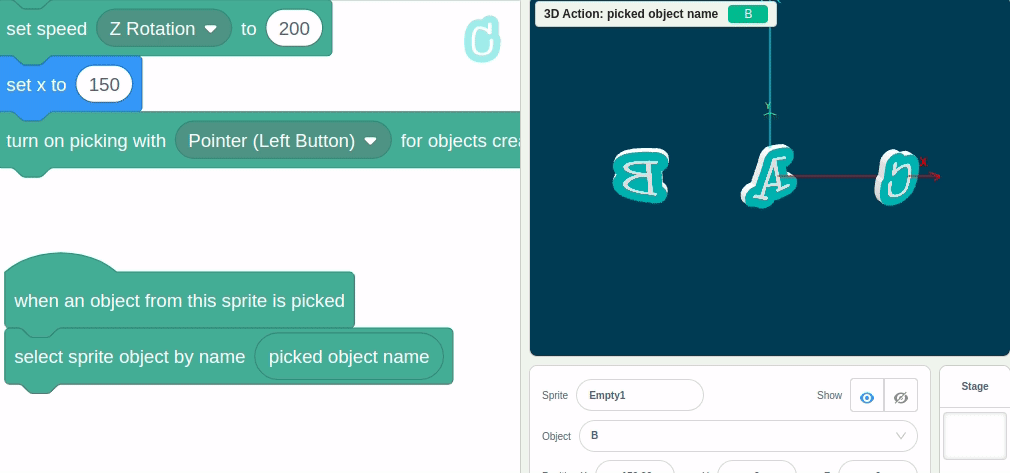 set speed Z Rotation to 200
C
set x to 150
turn on picking with Pointer (Left Button) for objects crea
when an object from this sprite is picked
select sprite object by name picked object name
3D Action: picked object name B
Y
B A C X
Sprite Empty1 Show
Object B
Stage